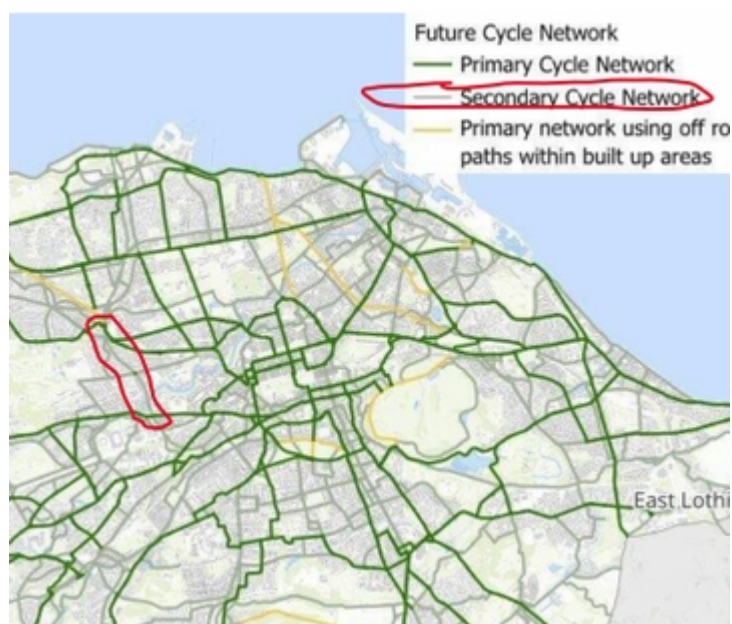 Future Cycle Network
Primary Cycle Network
Secondary Cycle Network
Primary network using off ro
paths within built up areas
East Lothi